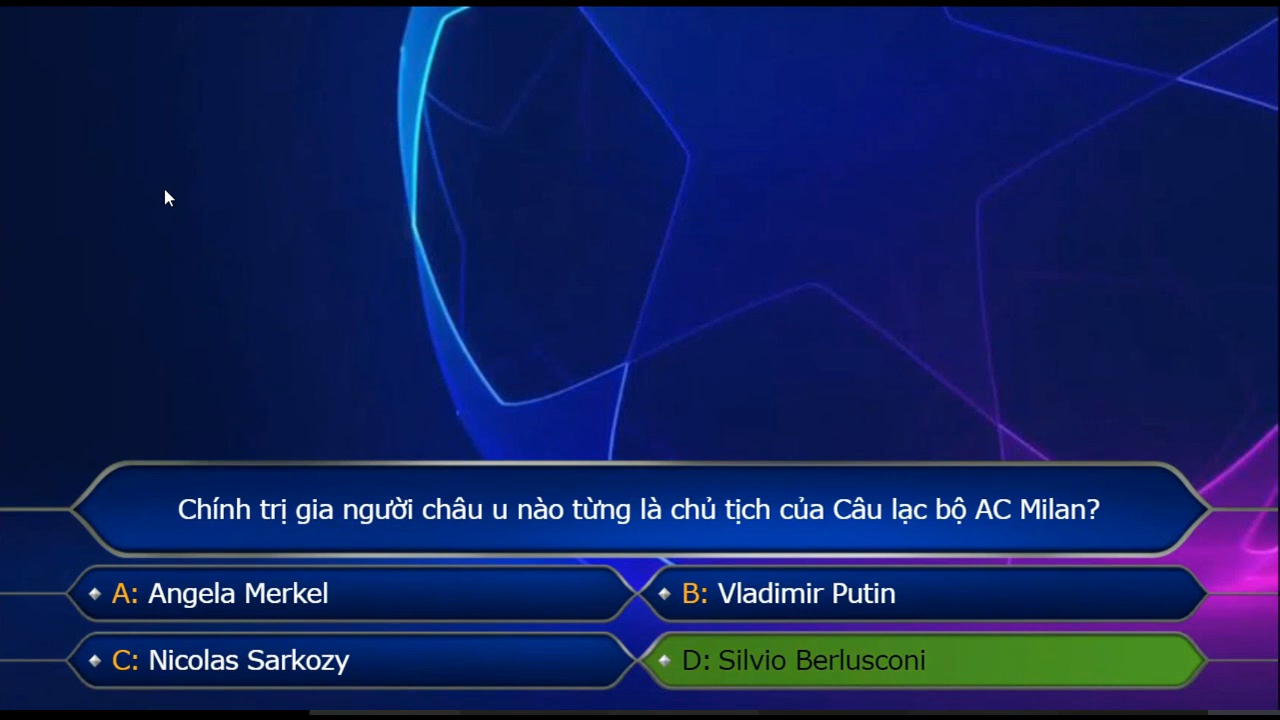 Chính trị gia người châu u nào từng là chủ tịch của Câu lạc bộ AC Milan?
A: Angela Merkel
B: Vladimir Putin
C: Nicolas Sarkozy
D: Silvio Berlusconi